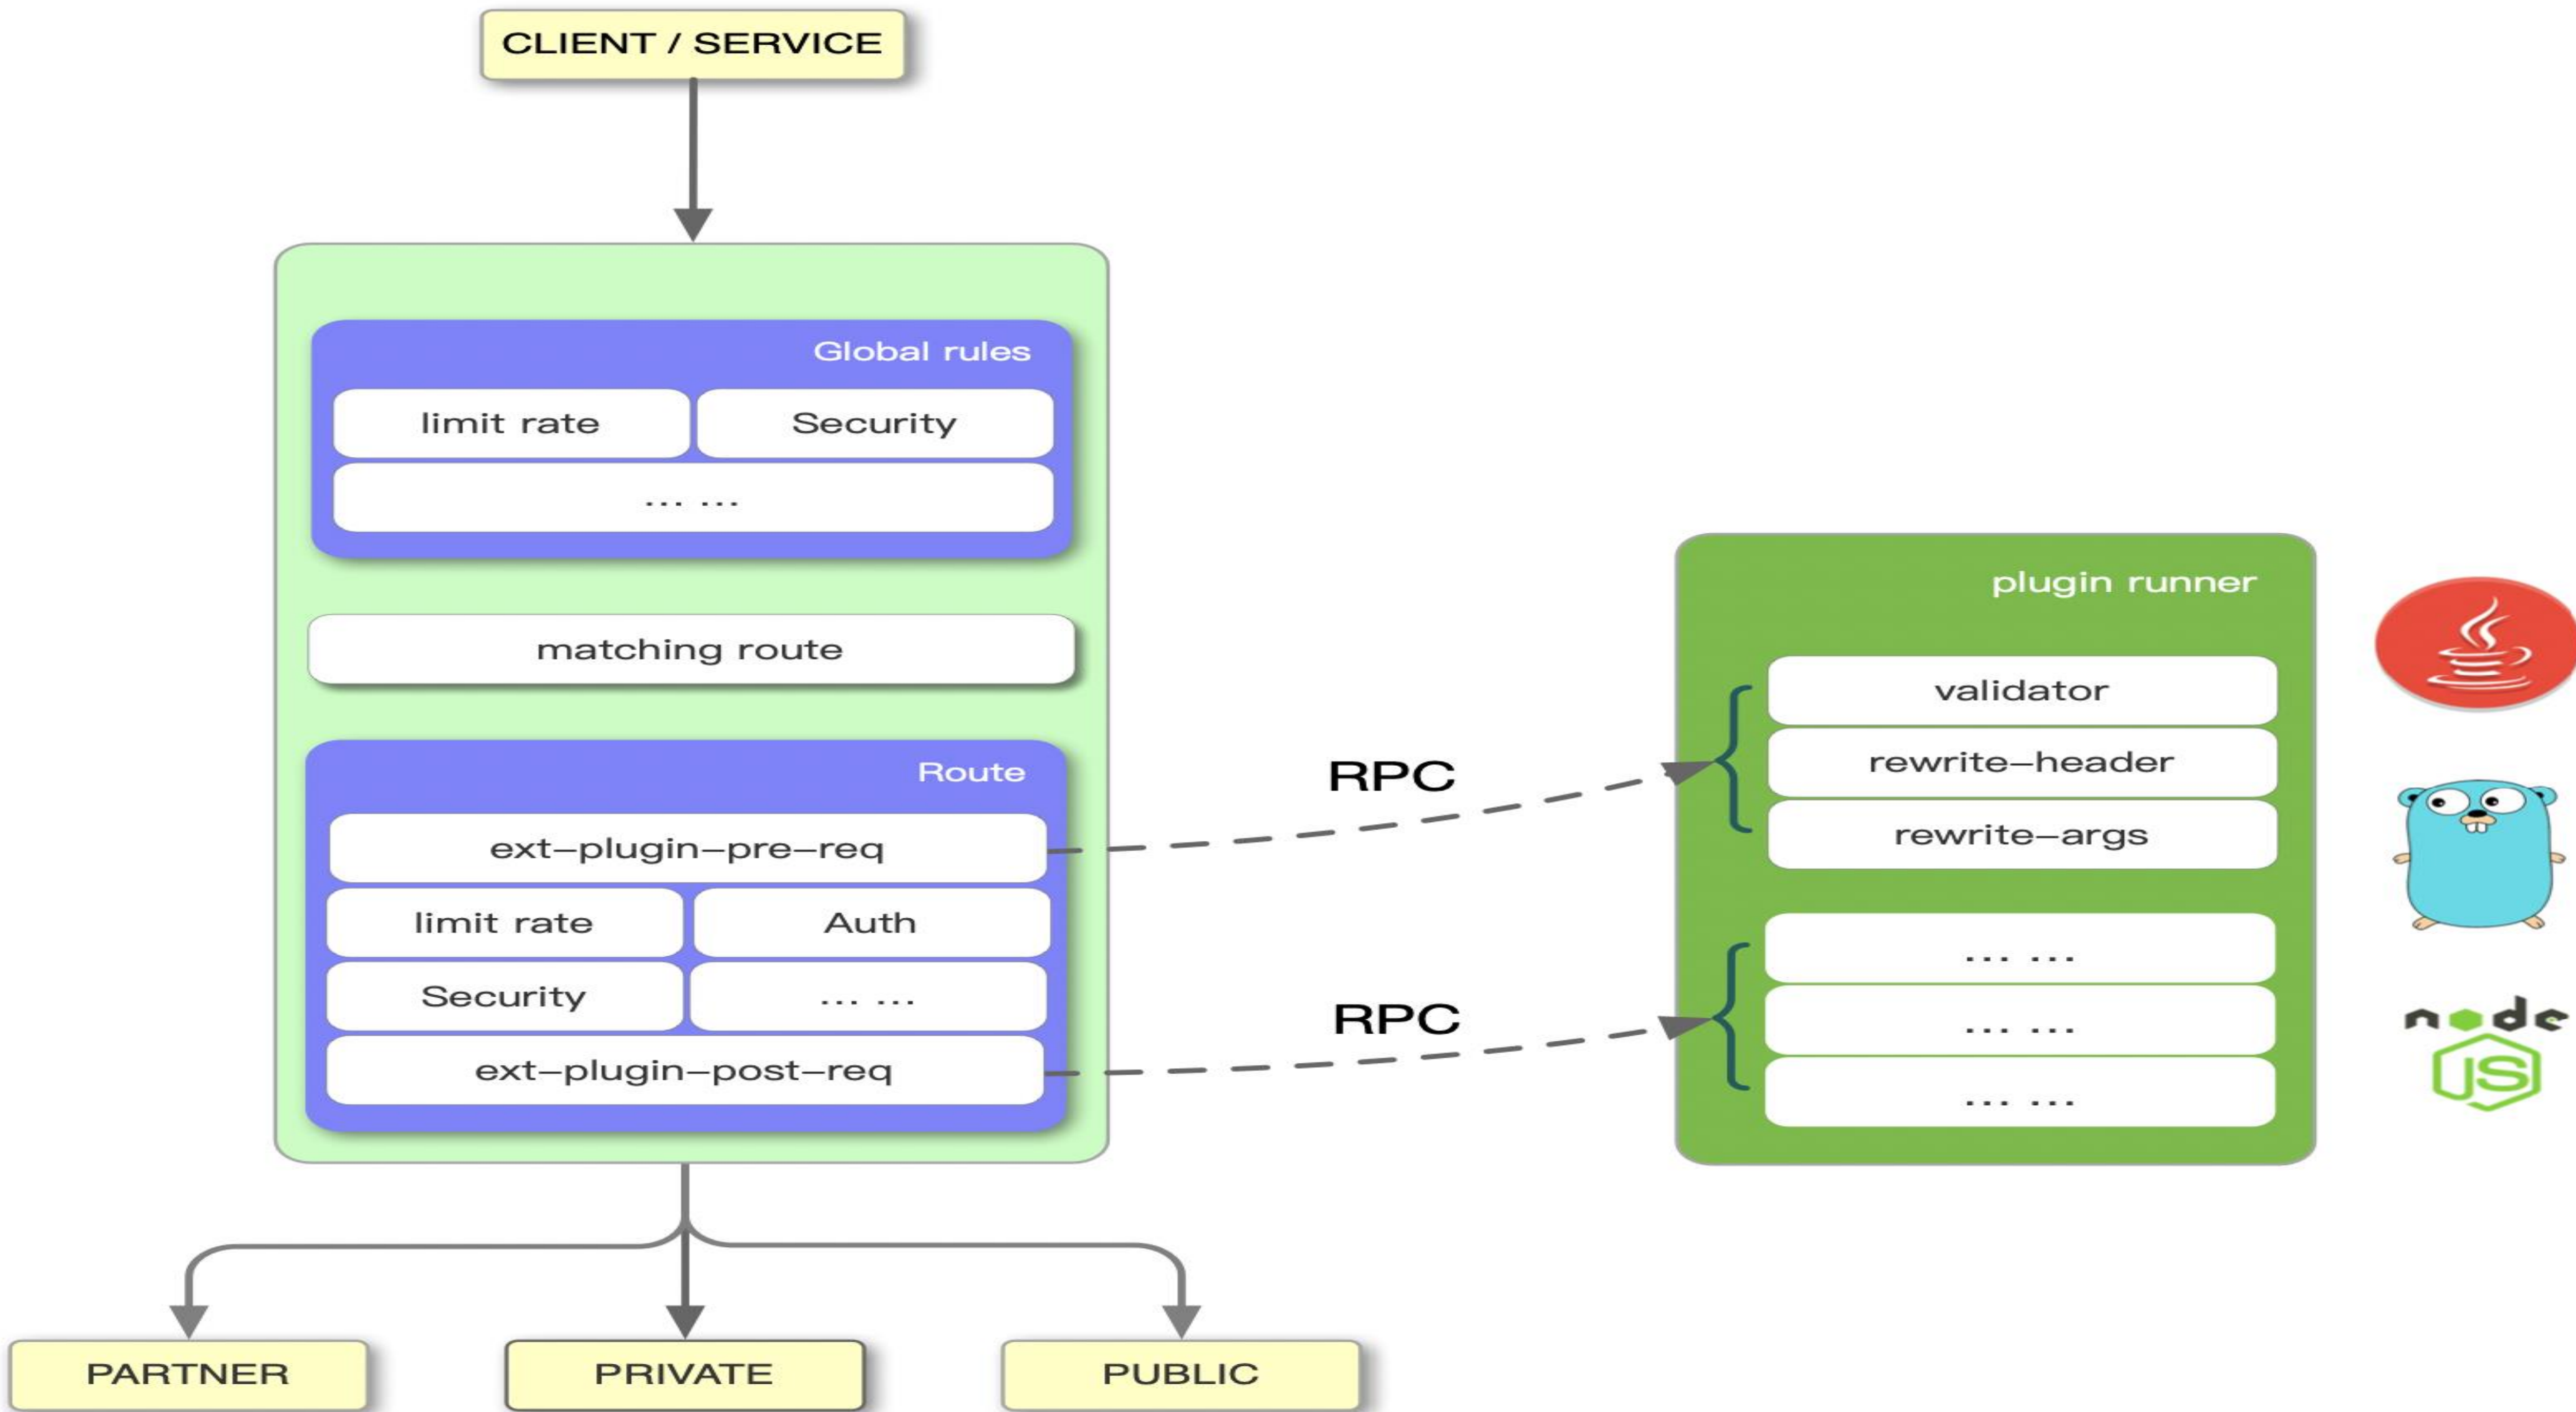 CLIENT / SERVICE
Global rules
limit rate
Security
... ...
matching route
Route
ext-plugin-pre-req
limit rate
Auth
Security
... ...
ext-plugin-post-req
RPC
RPC
plugin runner
validator
rewrite-header
rewrite-args
... ...
... ...
... ...
node
JS
PARTNER
PRIVATE
PUBLIC